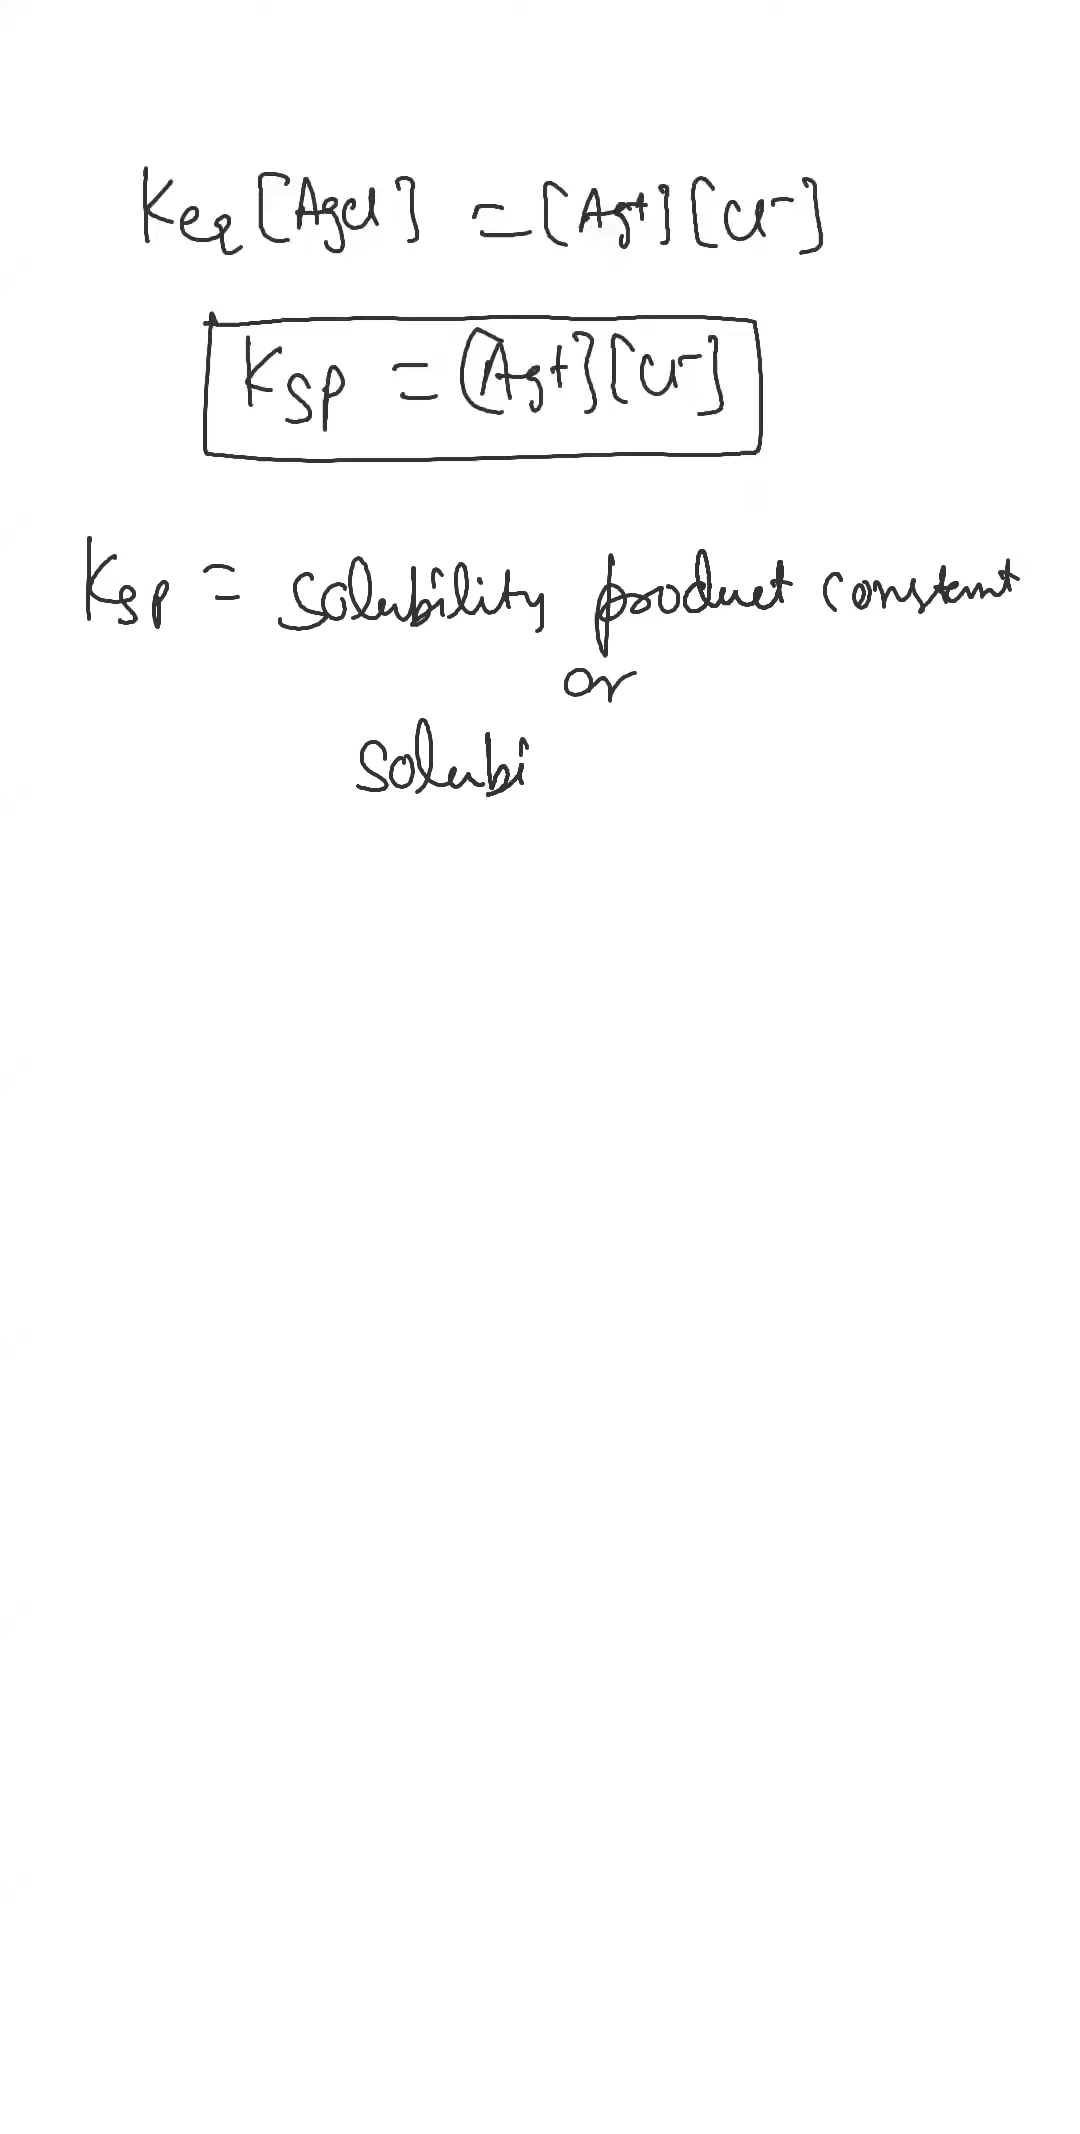 Keq [AgCl] = [Ag+] [Cl-]
Ksp = [Ag+] [Cl-]
Ksp = solubility product constant
or
solubi